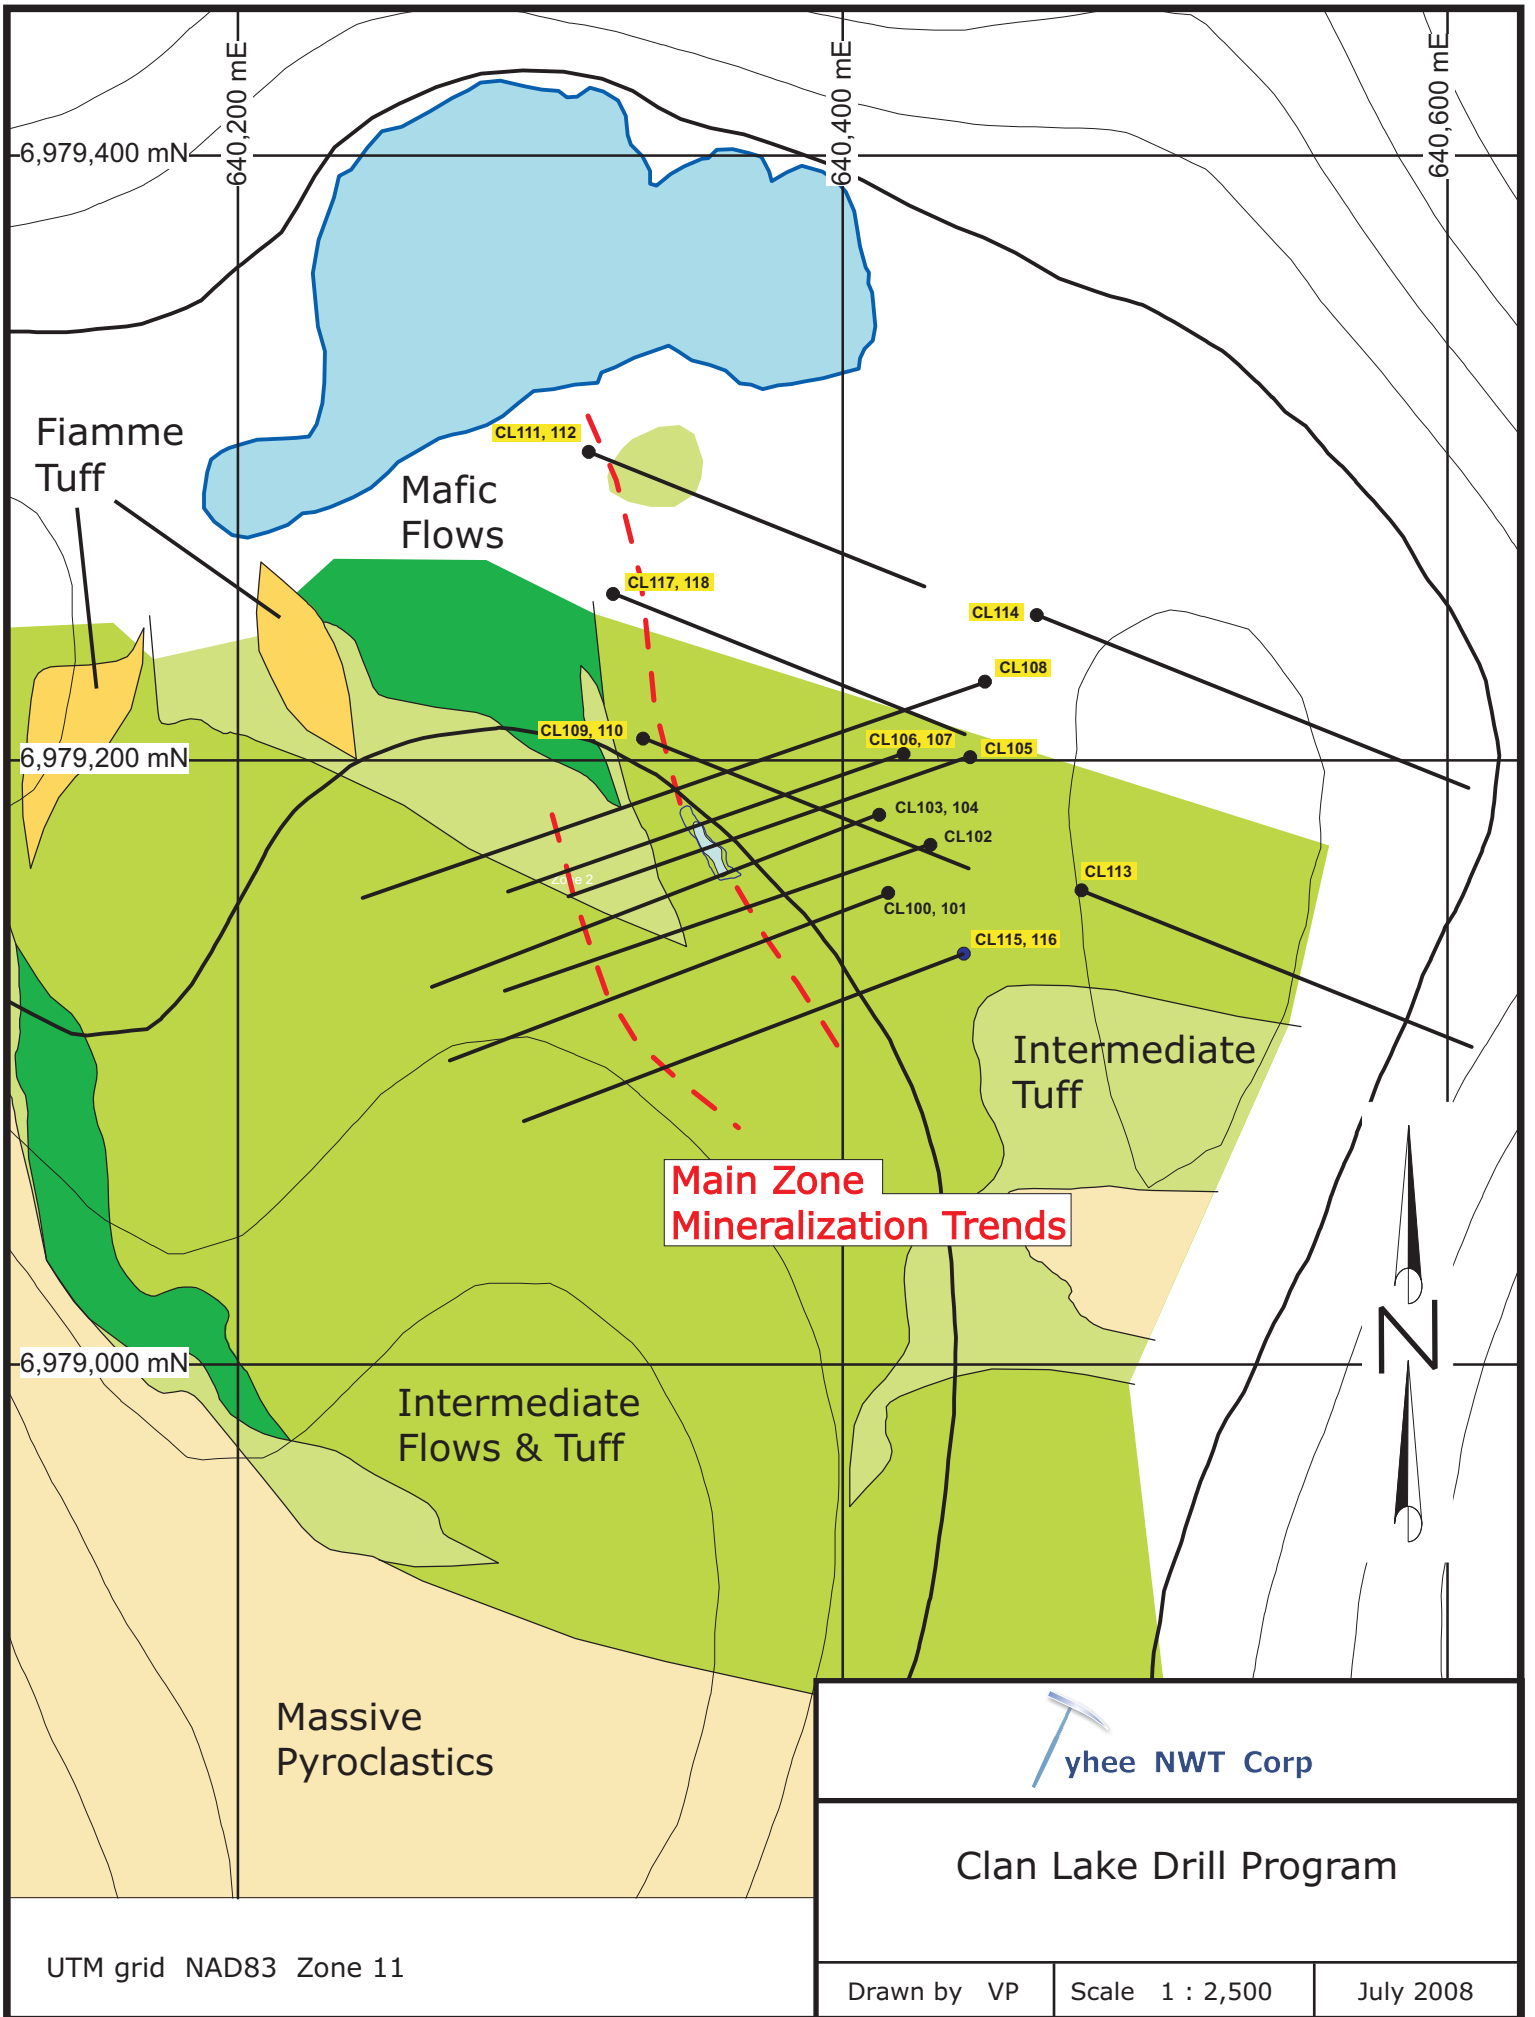 640,200 mE
640,400 mE
640,600 mE
6,979,400 mN
Fiamme
Tuff
CL111, 112
Mafic
Flows
CL117, 118
CL114
CL108
CL109, 110
CL106, 107
CL105
6,979,200 mN
CL103, 104
CL102
Zone 2
CL113
CL100, 101
CL115, 116
Intermediate
Tuff
Main Zone
Mineralization Trends
N
6,979,000 mN
Intermediate
Flows & Tuff
Massive
Pyroclastics
yhee NWT Corp
Clan Lake Drill Program
UTM grid NAD83 Zone 11
Drawn by VP
Scale 1 : 2,500
July 2008